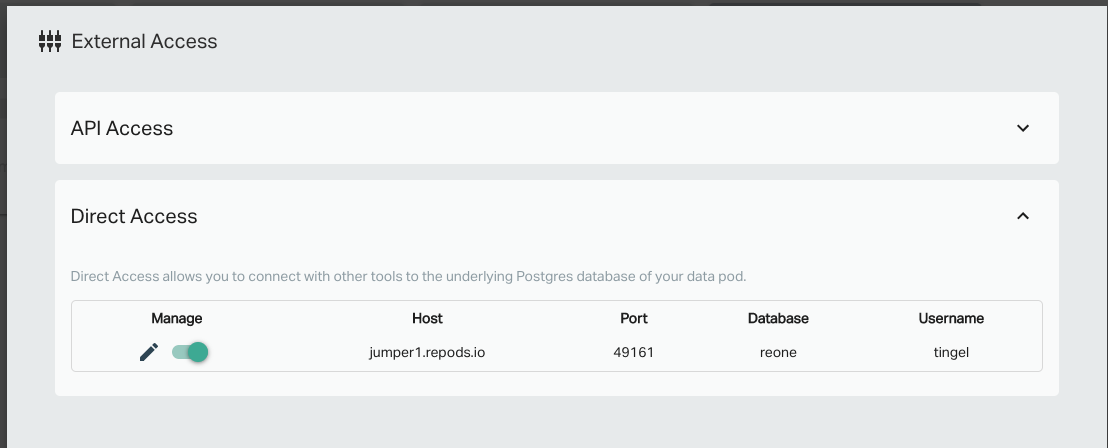 External Access
API Access
Direct Access
Direct Access allows you to connect with other tools to the underlying Postgres database of your data pod.
Manage Host Port Database Username
jumper1.repods.io 49161 reone tingel